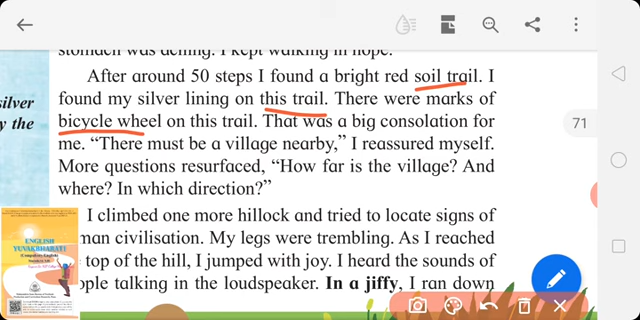 stomach was aching. I kept walking in hope.
After around 50 steps I found a bright red soil trail. I
found my silver lining on this trail. There were marks of
bicycle wheel on this trail. That was a big consolation for
silver
me. “There must be a village nearby,” I reassured myself.
y the
More questions resurfaced, “How far is the village? And
where? In which direction?”
71
I climbed one more hillock and tried to locate signs of
man civilisation. My legs were trembling. As I reached
top of the hill, I jumped with joy. I heard the sounds of
ople talking in the loudspeaker. In a jiffy, I ran down
ENGLISH
YUVAKBHARATI